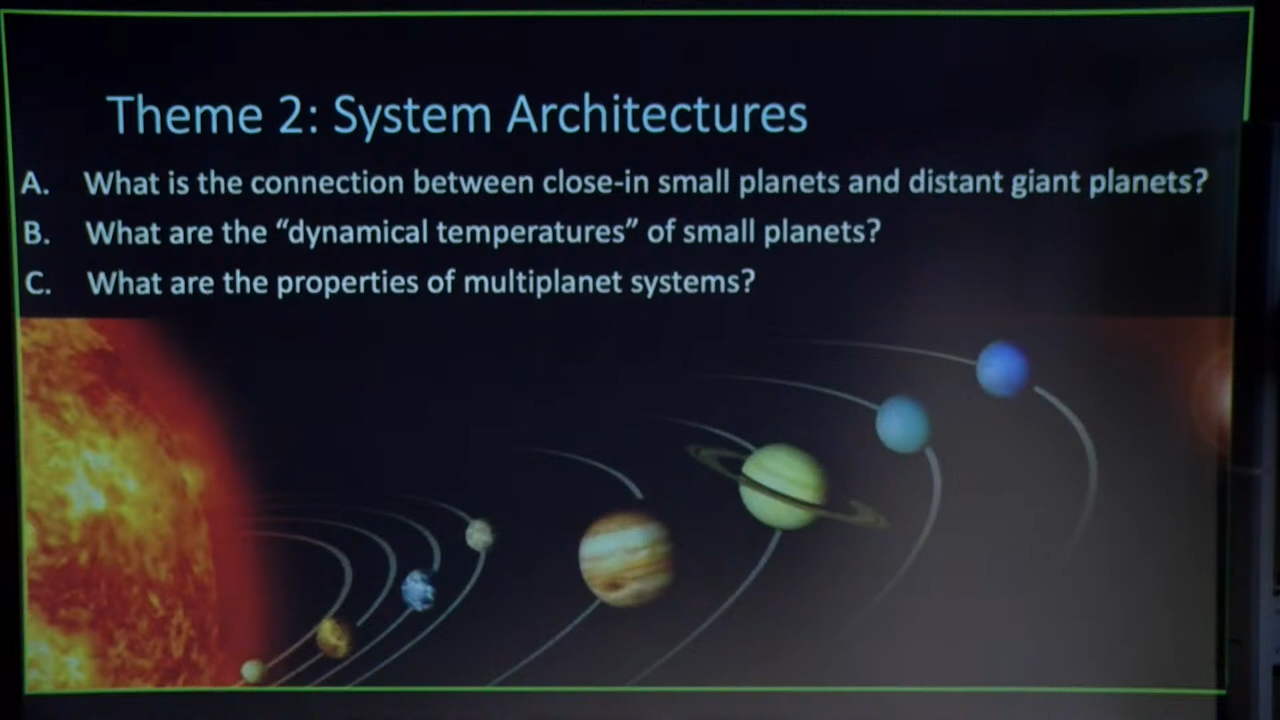 Theme 2: System Architectures
A. What is the connection between close-in small planets and distant giant planets?
B. What are the “dynamical temperatures” of small planets?
C. What are the properties of multiplanet systems?